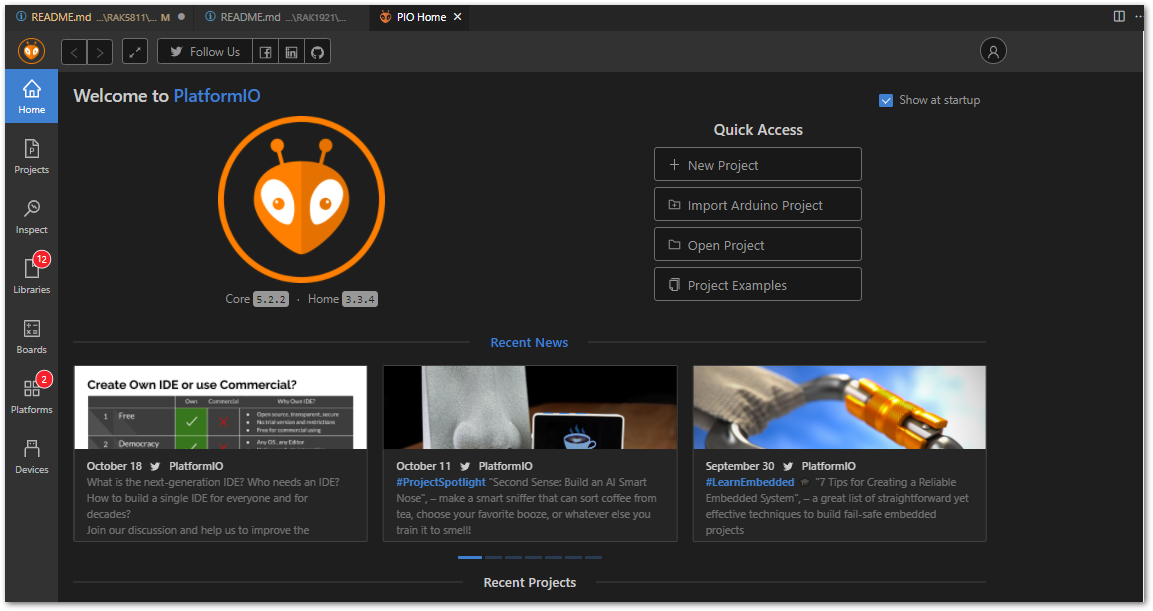 README.md ...\RAK5811\... M
README.md ...\RAK1921\...
PIO Home
Follow Us
Home
Projects
Inspect
12
Libraries
Boards
2
Platforms
Devices
Welcome to PlatformIO
Show at startup
Quick Access
New Project
Import Arduino Project
Open Project
Project Examples
Core 5.2.2 · Home 3.3.4
Recent News
Create Own IDE or use Commercial?
Own Commercial Why Own IDE?
1 Free
Open source, transparent, secure
No trial version and restrictions
Free for commercial using
2 Democracy
Any OS, any Editor
October 18 PlatformIO
What is the next-generation IDE? Who needs an IDE?
How to build a single IDE for everyone and for
decades?
Join our discussion and help us to improve the
October 11 PlatformIO
#ProjectSpotlight "Second Sense: Build an AI Smart
Nose", – make a smart sniffer that can sort coffee from
tea, choose your favorite booze, or whatever else you
train it to smell!
September 30 PlatformIO
#LearnEmbedded "7 Tips for Creating a Reliable
Embedded System", – a great list of straightforward yet
effective techniques to build fail-safe embedded
projects
Recent Projects